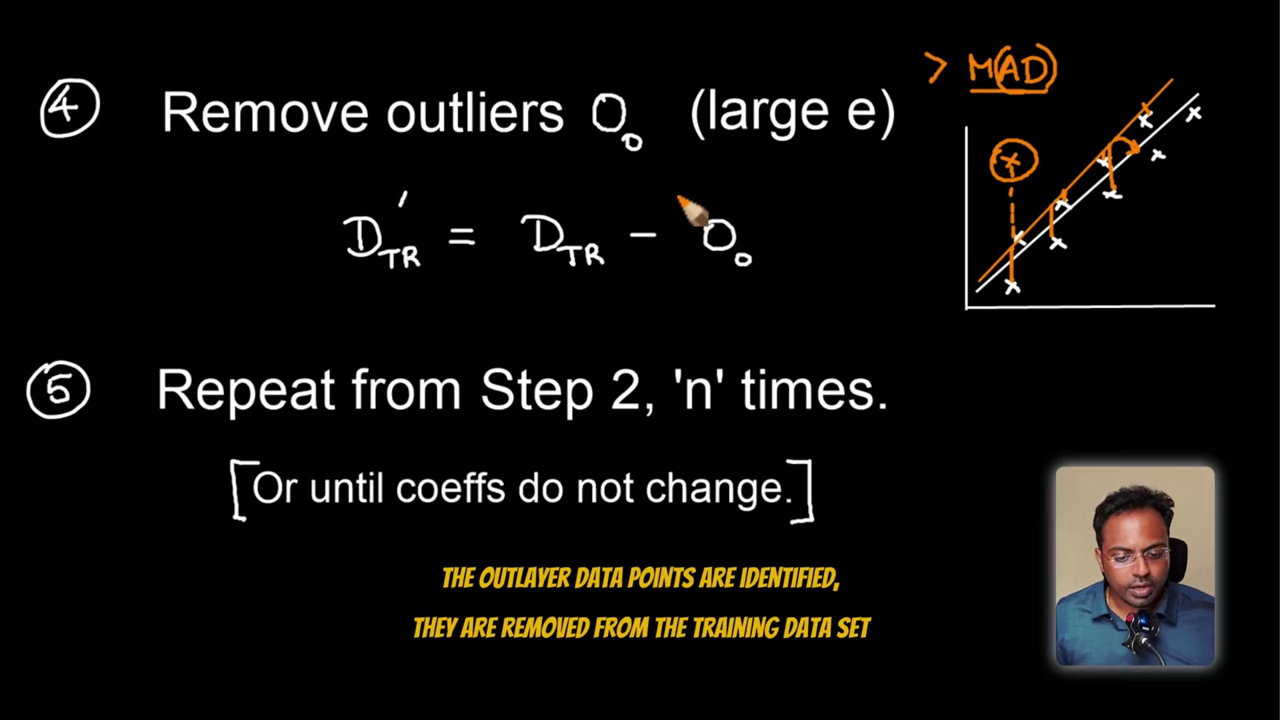 > M(AD)
④ Remove outliers O₀ (large e)
D'TR = DTR - O₀
⑤ Repeat from Step 2, 'n' times.
[Or until coeffs do not change.]
THE OUTLAYER DATA POINTS ARE IDENTIFIED,
THEY ARE REMOVED FROM THE TRAINING DATA SET